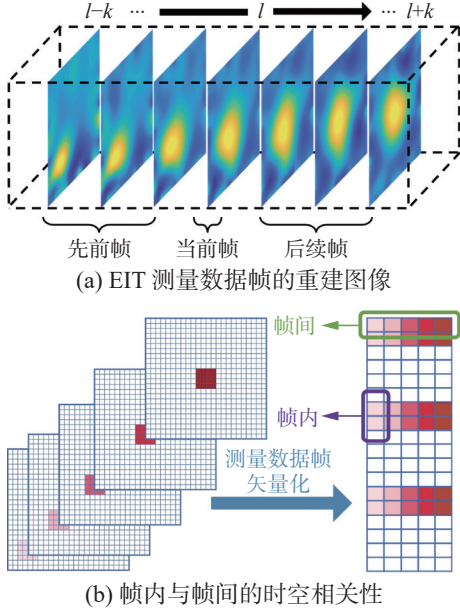 l−k ··· l ··· l+k
先前帧 当前帧 后续帧
(a) EIT 测量数据帧的重建图像
帧间
帧内
测量数据帧
矢量化
(b) 帧内与帧间的时空相关性